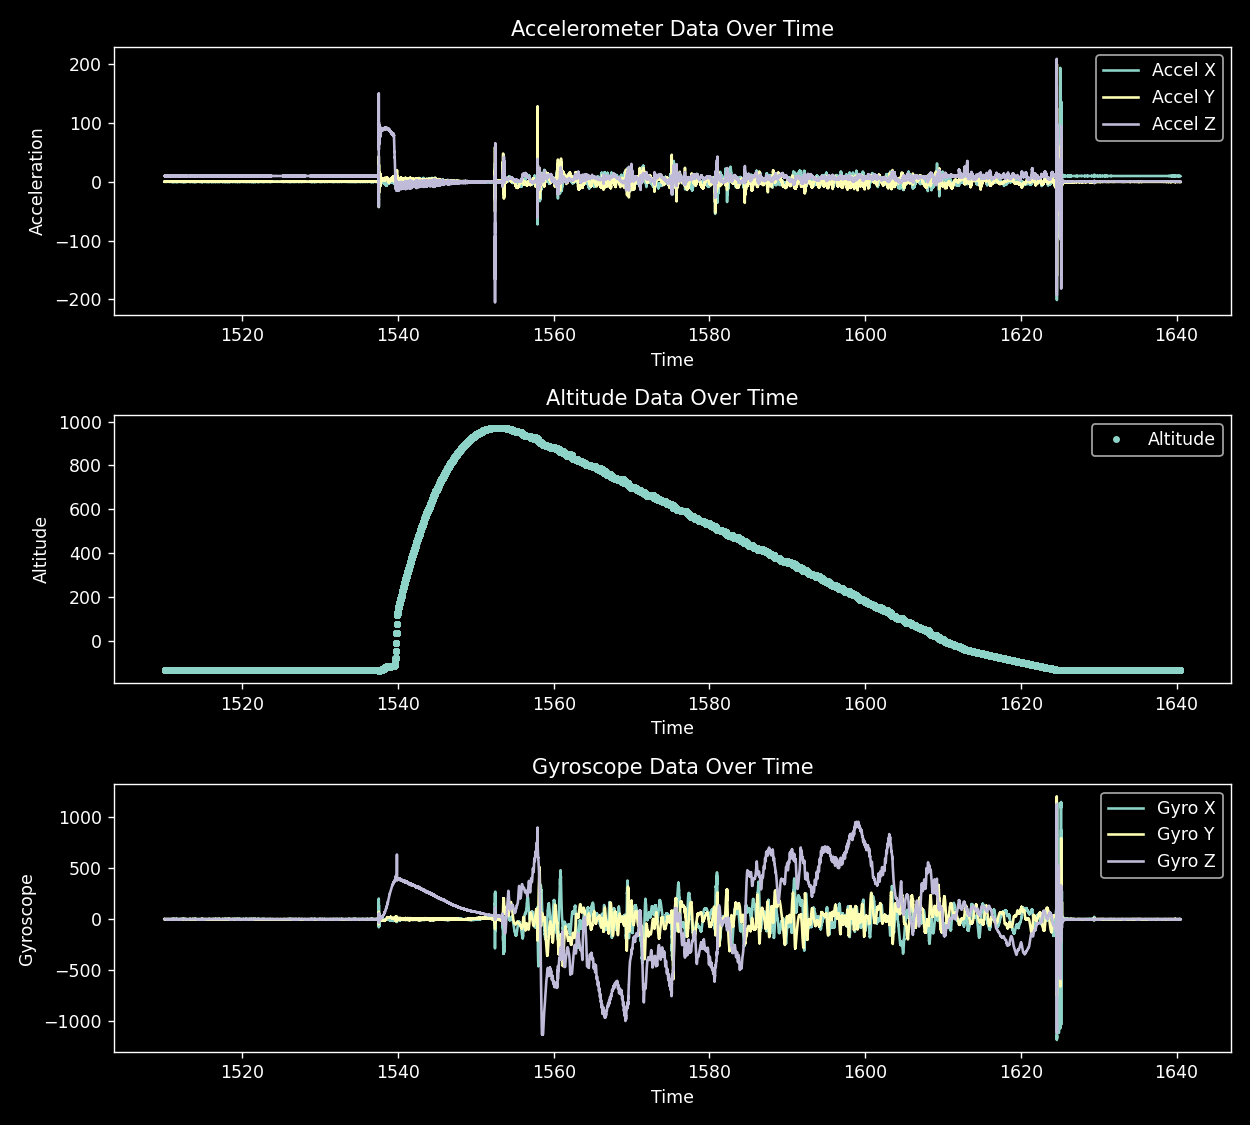 Accelerometer Data Over Time
Acceleration
200
100
0
−100
−200
Accel X
Accel Y
Accel Z
1520 1540 1560 1580 1600 1620 1640
Time
Altitude Data Over Time
Altitude
1000
800
600
400
200
0
Altitude
1520 1540 1560 1580 1600 1620 1640
Time
Gyroscope Data Over Time
Gyroscope
1000
500
0
−500
−1000
Gyro X
Gyro Y
Gyro Z
1520 1540 1560 1580 1600 1620 1640
Time